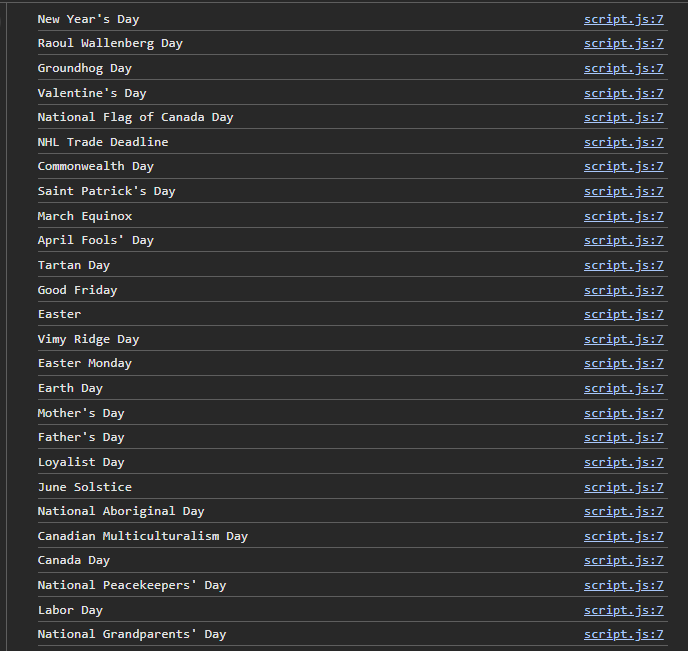 New Year's Day script.js:7
Raoul Wallenberg Day script.js:7
Groundhog Day script.js:7
Valentine's Day script.js:7
National Flag of Canada Day script.js:7
NHL Trade Deadline script.js:7
Commonwealth Day script.js:7
Saint Patrick's Day script.js:7
March Equinox script.js:7
April Fools' Day script.js:7
Tartan Day script.js:7
Good Friday script.js:7
Easter script.js:7
Vimy Ridge Day script.js:7
Easter Monday script.js:7
Earth Day script.js:7
Mother's Day script.js:7
Father's Day script.js:7
Loyalist Day script.js:7
June Solstice script.js:7
National Aboriginal Day script.js:7
Canadian Multiculturalism Day script.js:7
Canada Day script.js:7
National Peacekeepers' Day script.js:7
Labor Day script.js:7
National Grandparents' Day script.js:7